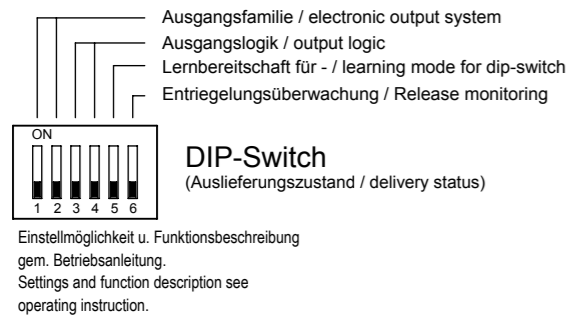 Ausgangsfamilie / electronic output system
Ausgangslogik / output logic
Lernbereitschaft für - / learning mode for dip-switch
Entriegelungsüberwachung / Release monitoring
ON
1 2 3 4 5 6
DIP-Switch
(Auslieferungszustand / delivery status)
Einstellmöglichkeit u. Funktionsbeschreibung
gem. Betriebsanleitung.
Settings and function description see
operating instruction.